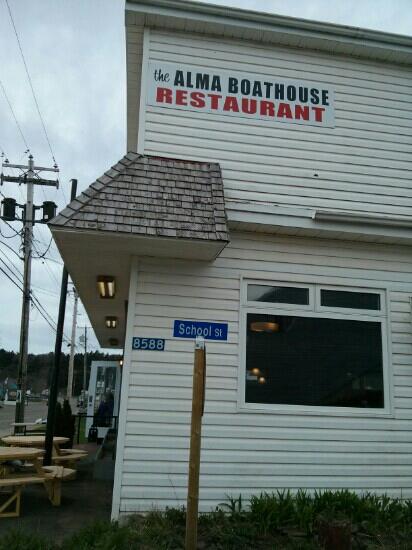 the ALMA BOATHOUSE
RESTAURANT
School St
8588